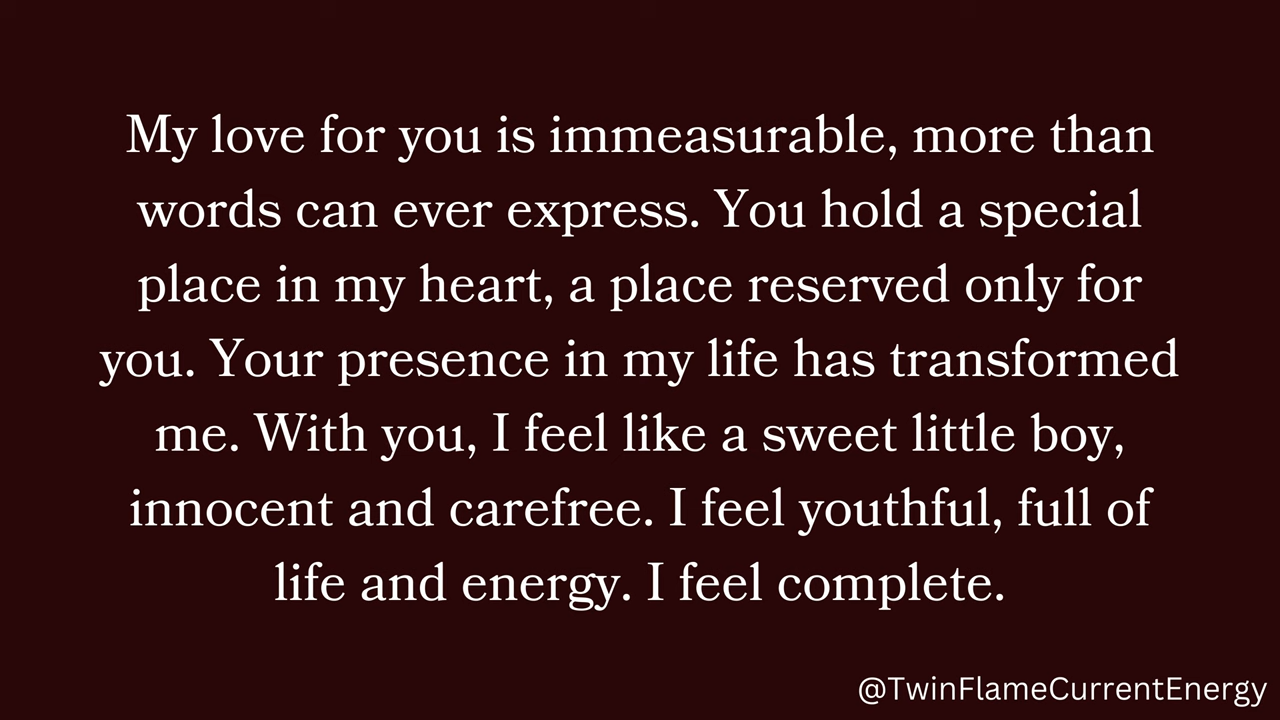 My love for you is immeasurable, more than
words can ever express. You hold a special
place in my heart, a place reserved only for
you. Your presence in my life has transformed
me. With you, I feel like a sweet little boy,
innocent and carefree. I feel youthful, full of
life and energy. I feel complete.
@TwinFlameCurrentEnergy